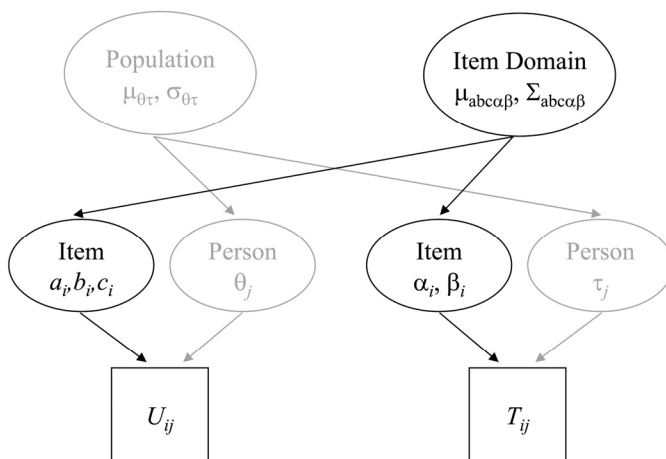 Population
μθτ, σθτ
Item Domain
μabcαβ, Σabcαβ
Item
ai,bi,ci
Person
θj
Item
αi, βi
Person
τj
Uij
Tij